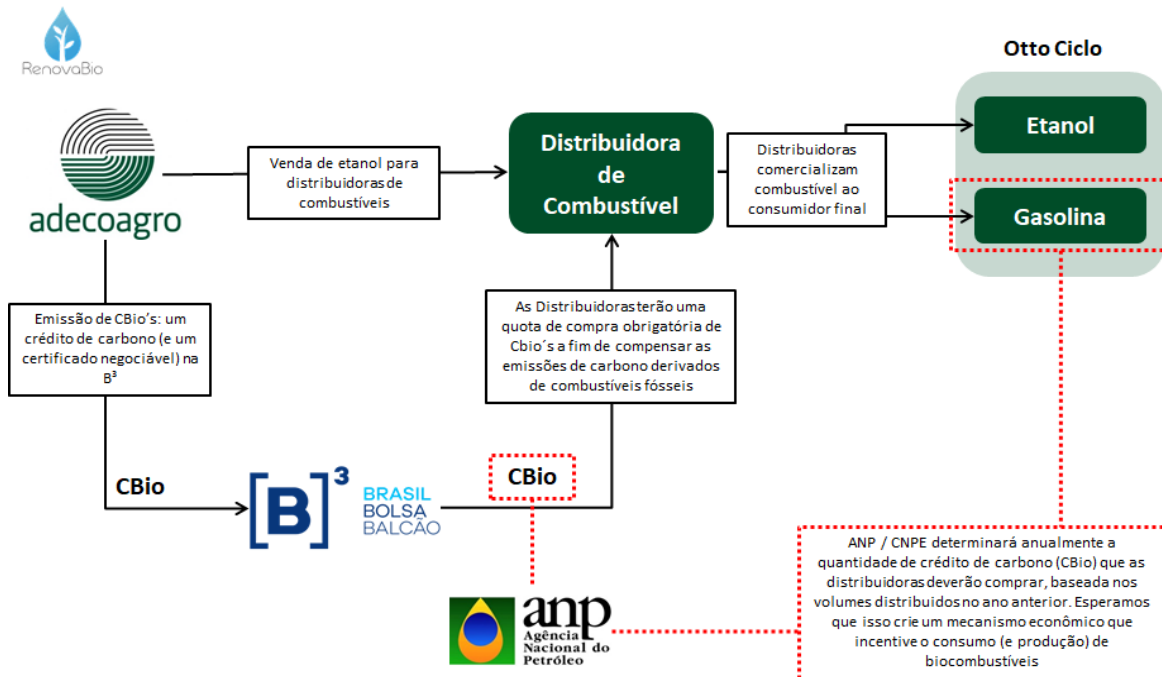 RenovaBio
Otto Ciclo
adecoagro
Venda de etanol para
distribuidoras de
combustíveis
Distribuidora
de
Combustível
Distribuidoras
comercializam
combustível ao
consumidor final
Etanol
Gasolina
Emissão de CBio's: um
crédito de carbono (e um
certificado negociável) na
B³
As Distribuidoras terão uma
quota de compra obrigatória de
Cbio´s a fim de compensar as
emissões de carbono derivados
de combustíveis fósseis
CBio
[B]³
BRASIL
BOLSA
BALCÃO
CBio
anp
Agência
Nacional do
Petróleo
ANP / CNPE determinará anualmente a
quantidade de crédito de carbono (CBio) que as
distribuidoras deverão comprar, baseada nos
volumes distribuidos no ano anterior. Esperamos
que isso crie um mecanismo econômico que
incentive o consumo (e produção) de
biocombustíveis